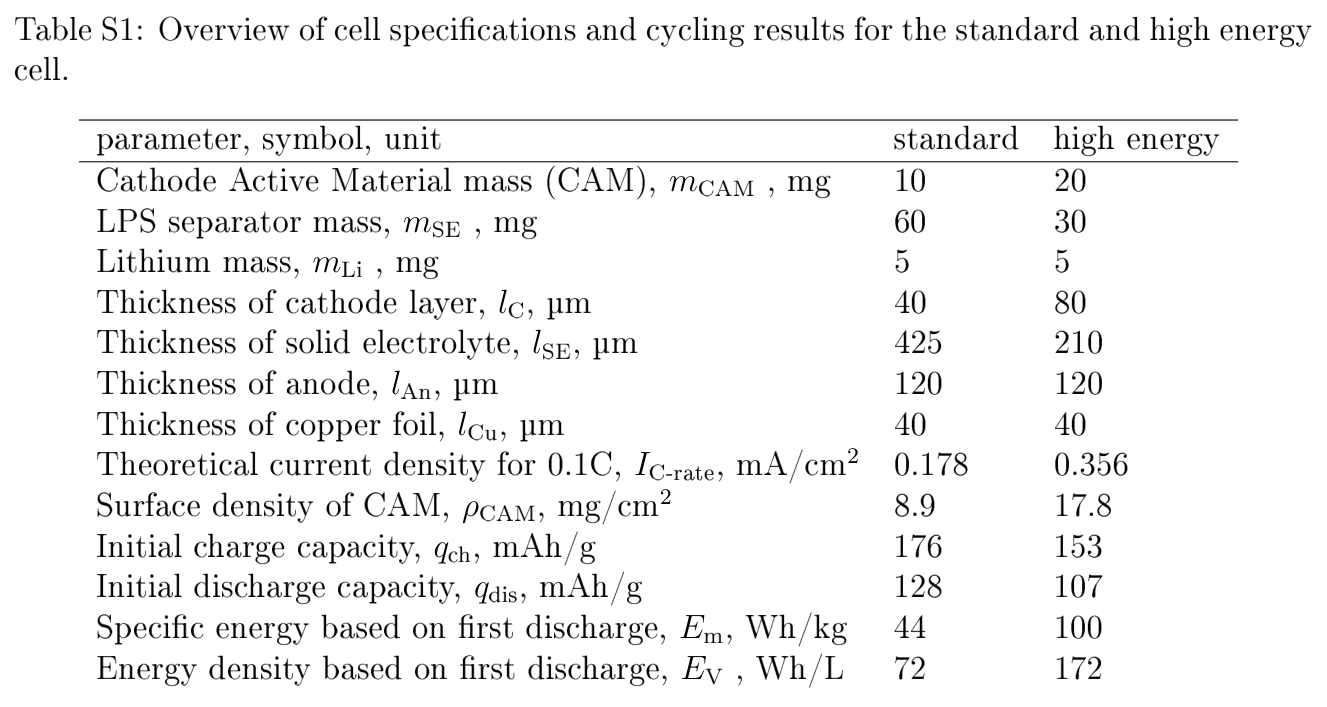 Table S1: Overview of cell specifications and cycling results for the standard and high energy
cell.
parameter, symbol, unit standard high energy
Cathode Active Material mass (CAM), m_CAM , mg 10 20
LPS separator mass, m_SE , mg 60 30
Lithium mass, m_Li , mg 5 5
Thickness of cathode layer, l_C, µm 40 80
Thickness of solid electrolyte, l_SE, µm 425 210
Thickness of anode, l_An, µm 120 120
Thickness of copper foil, l_Cu, µm 40 40
Theoretical current density for 0.1C, I_C-rate, mA/cm² 0.178 0.356
Surface density of CAM, ρ_CAM, mg/cm² 8.9 17.8
Initial charge capacity, q_ch, mAh/g 176 153
Initial discharge capacity, q_dis, mAh/g 128 107
Specific energy based on first discharge, E_m, Wh/kg 44 100
Energy density based on first discharge, E_V , Wh/L 72 172